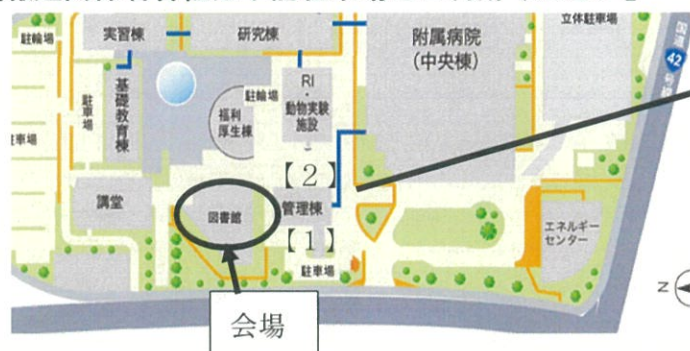 駐輪場
実習棟
研究棟
附属病院
（中央棟）
立体駐車場
国道
42
号線
基礎教育棟
駐車場
車場
福利
厚生棟
駐輪場
RI
・
動物実験
施設
講堂
図書館
【2】
管理棟
【1】
駐車場
エネルギー
センター
Z
会場